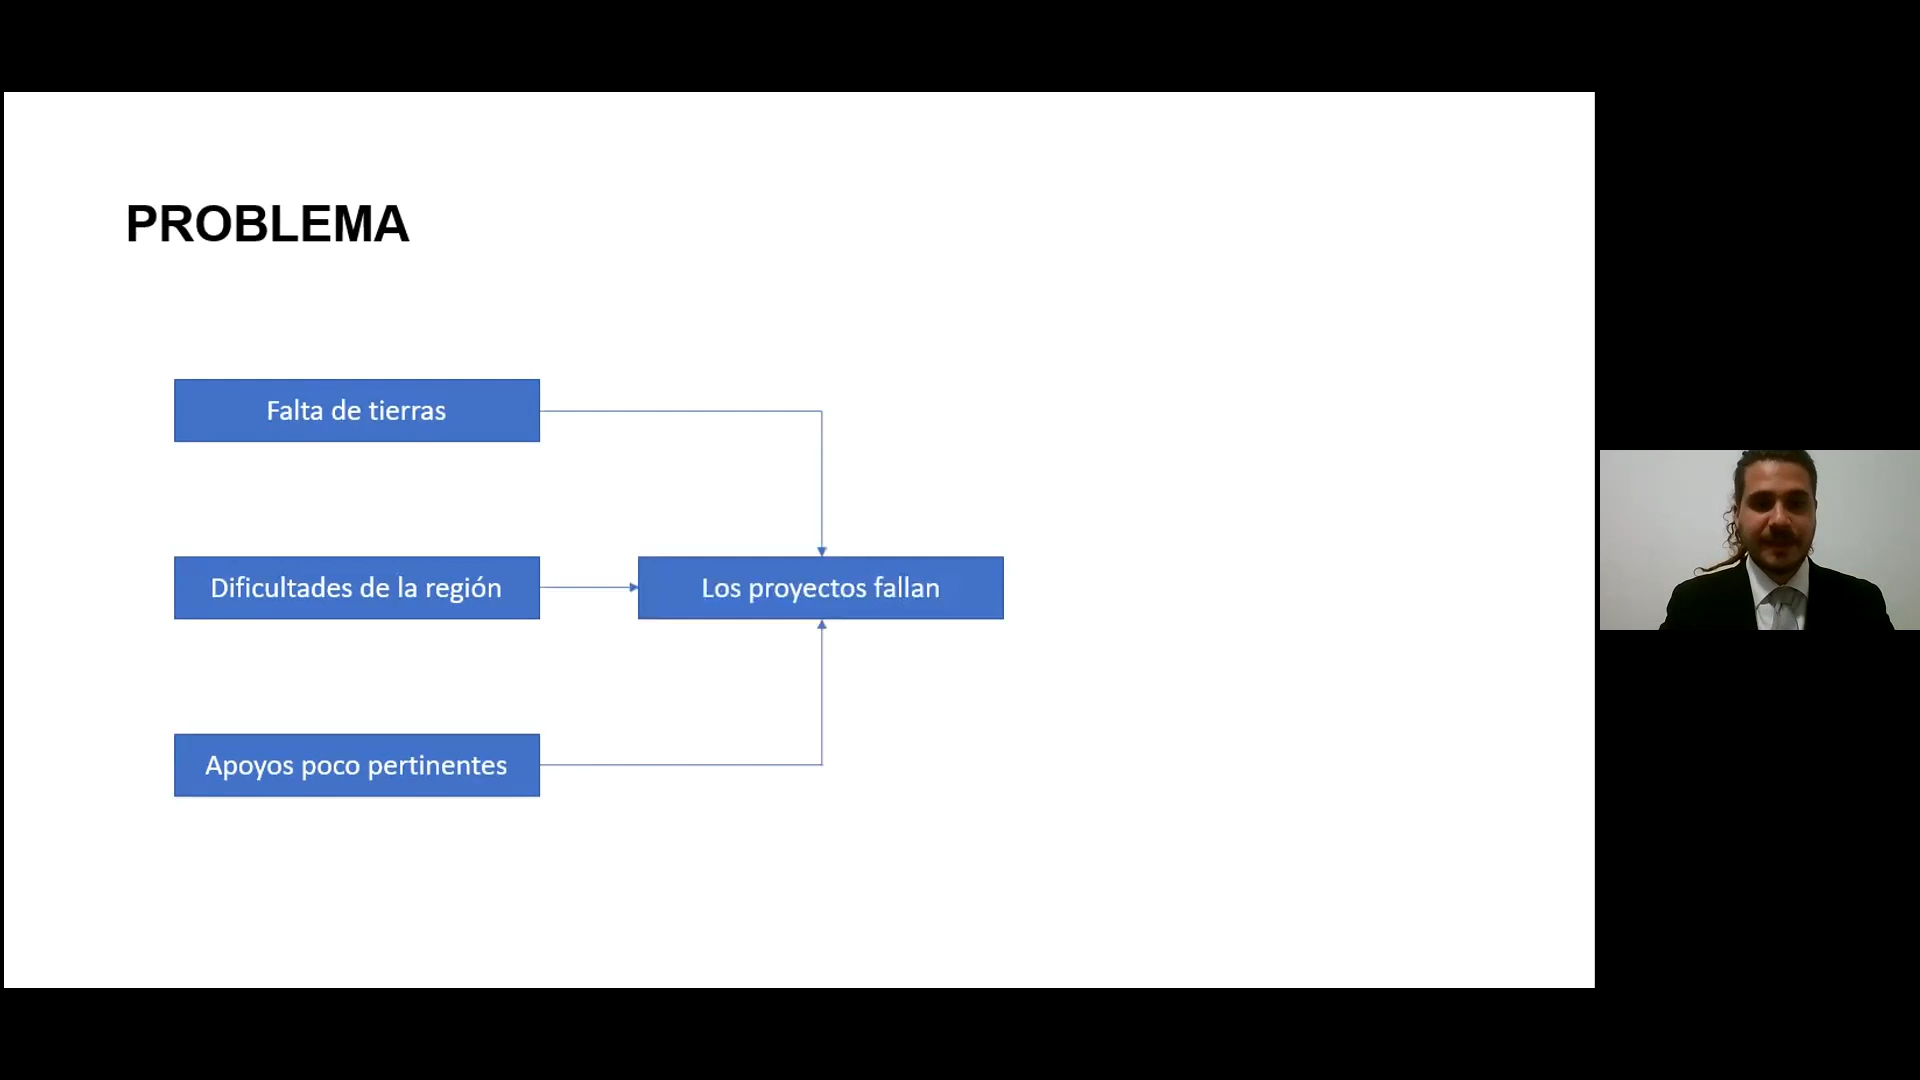 PROBLEMA
Falta de tierras
Dificultades de la región
Los proyectos fallan
Apoyos poco pertinentes